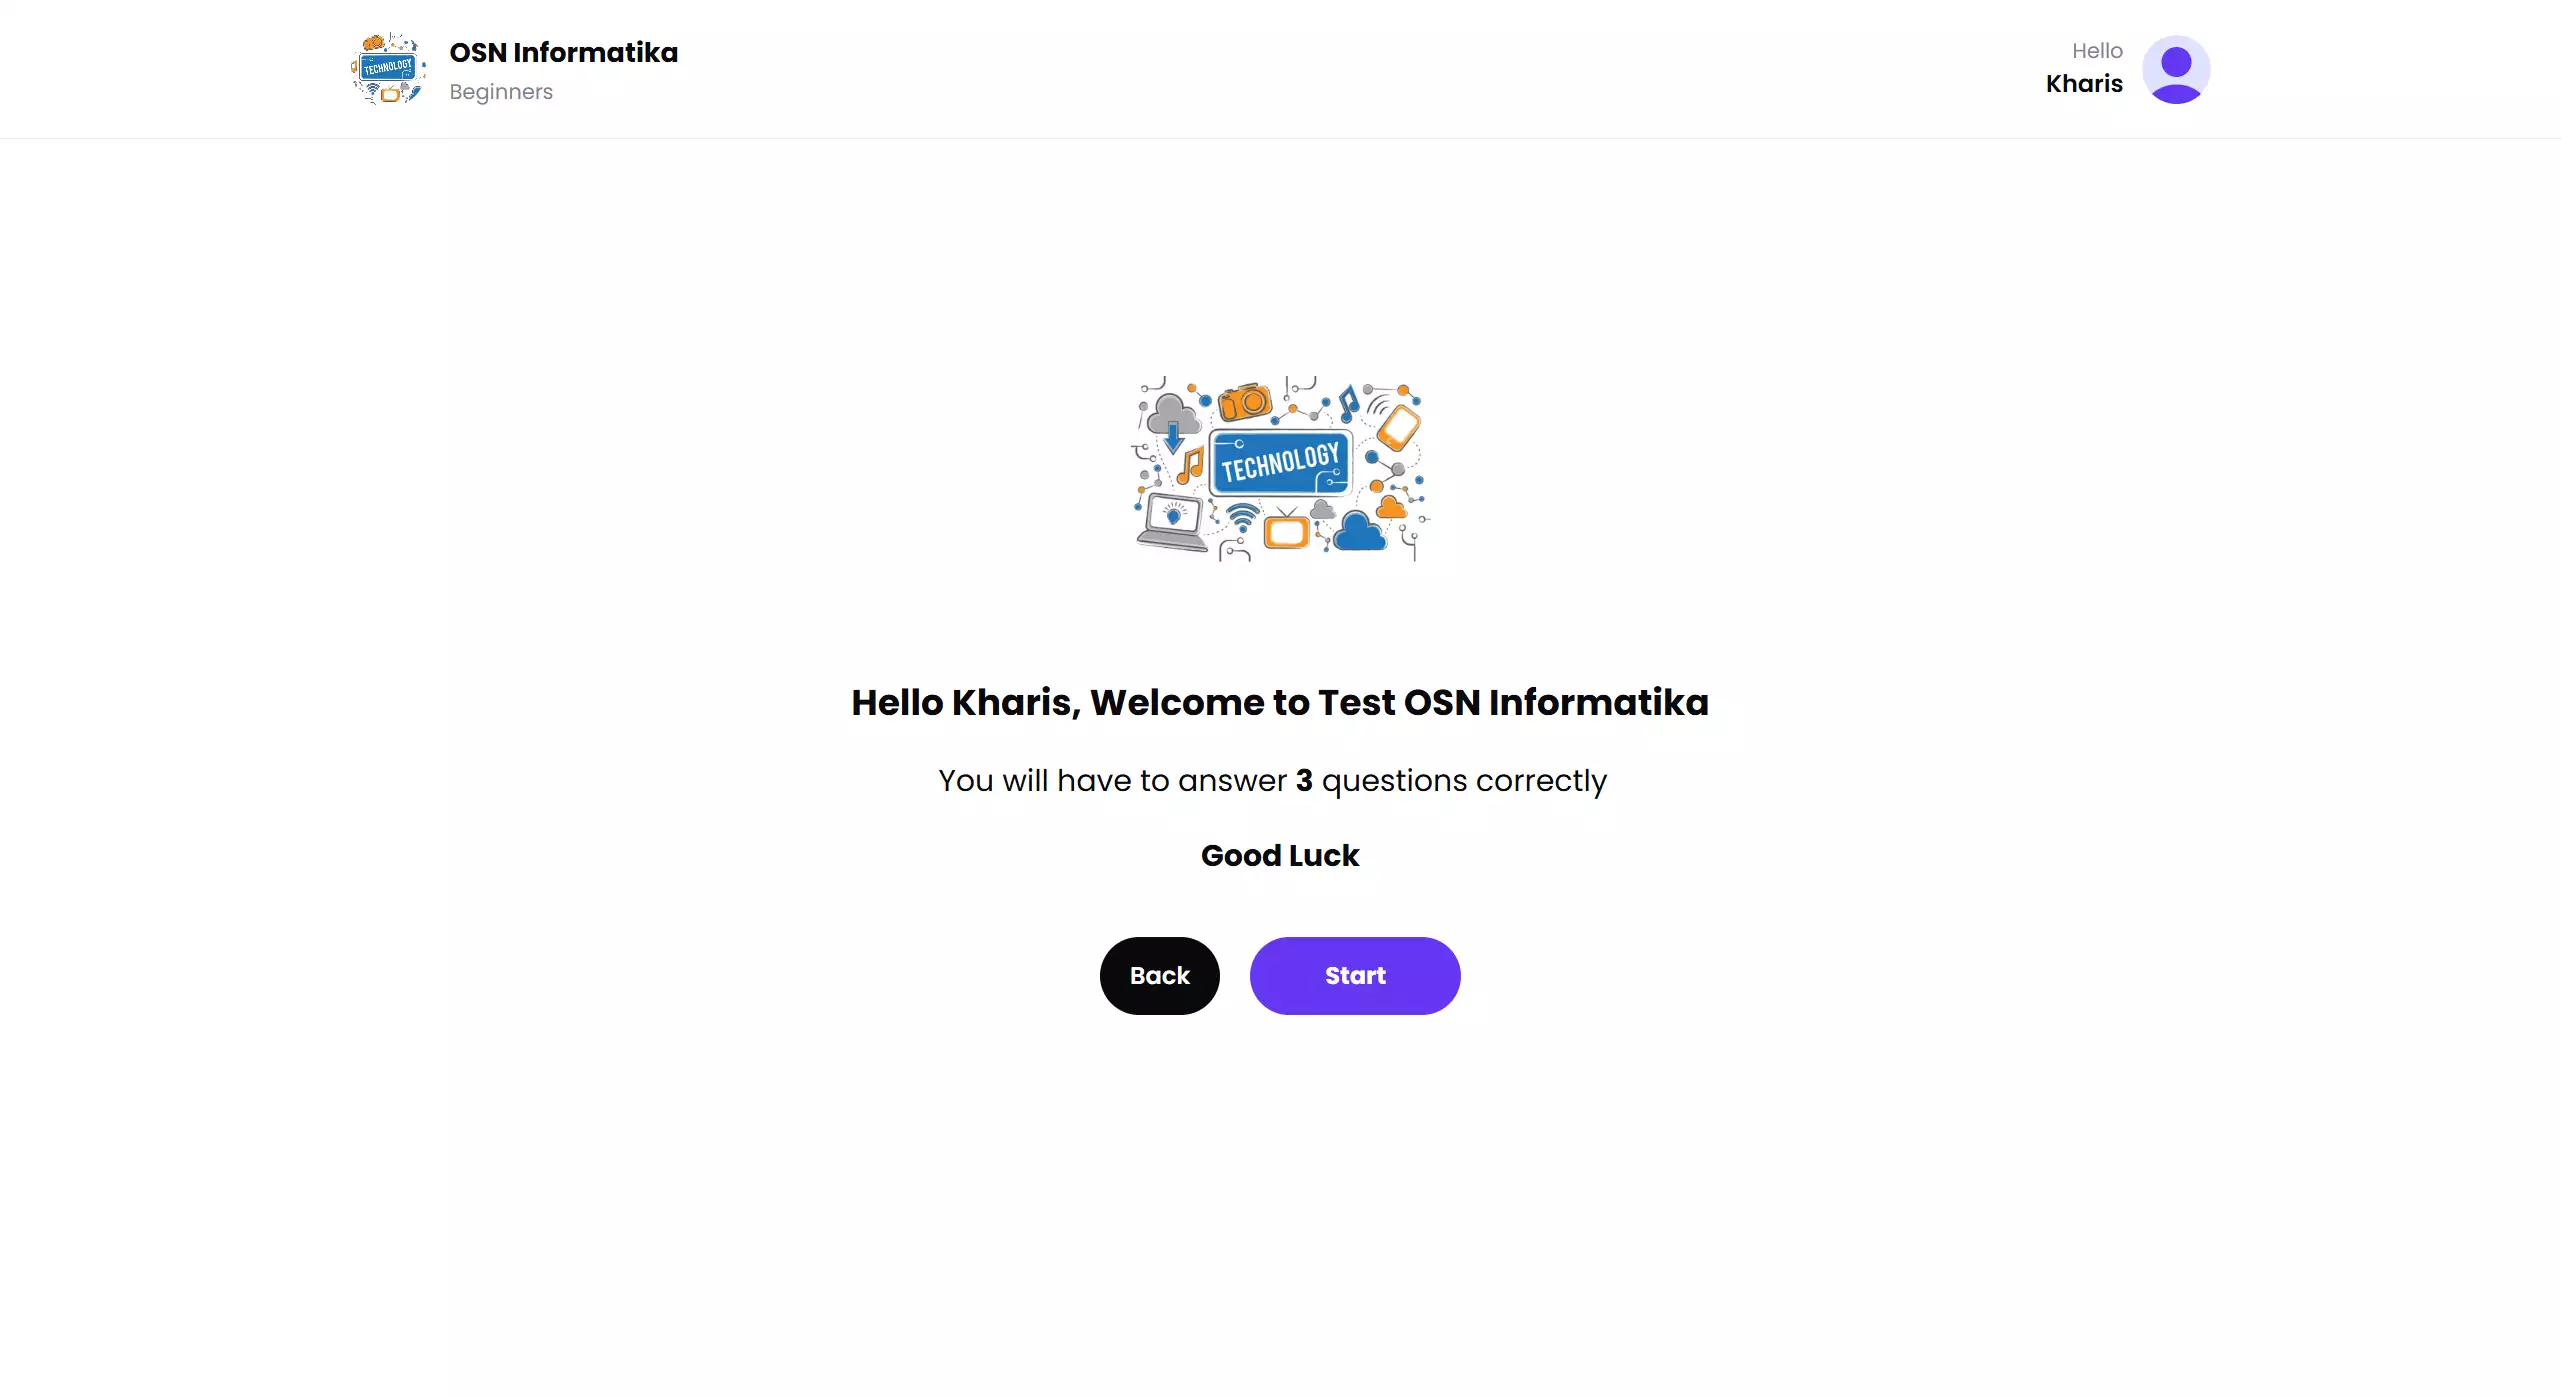 TECHNOLOGY
OSN Informatika
Beginners
Hello
Kharis
TECHNOLOGY
Hello Kharis, Welcome to Test OSN Informatika
You will have to answer 3 questions correctly
Good Luck
Back
Start